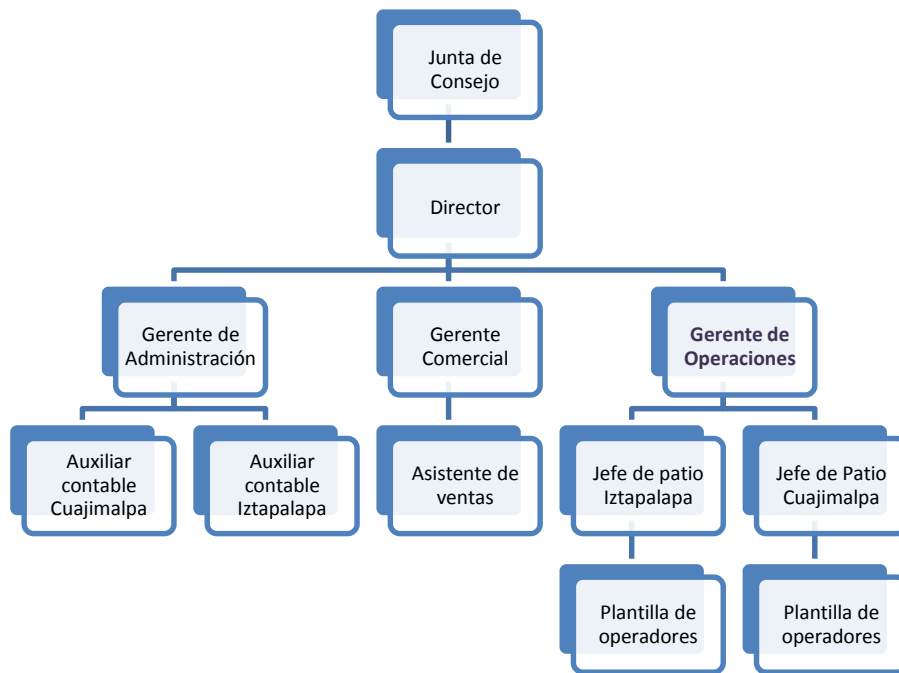 Junta de
Consejo
Director
Gerente de
Administración
Gerente
Comercial
Gerente de
Operaciones
Auxiliar
contable
Cuajimalpa
Auxiliar
contable
Iztapalapa
Asistente de
ventas
Jefe de patio
Iztapalapa
Jefe de Patio
Cuajimalpa
Plantilla de
operadores
Plantilla de
operadores